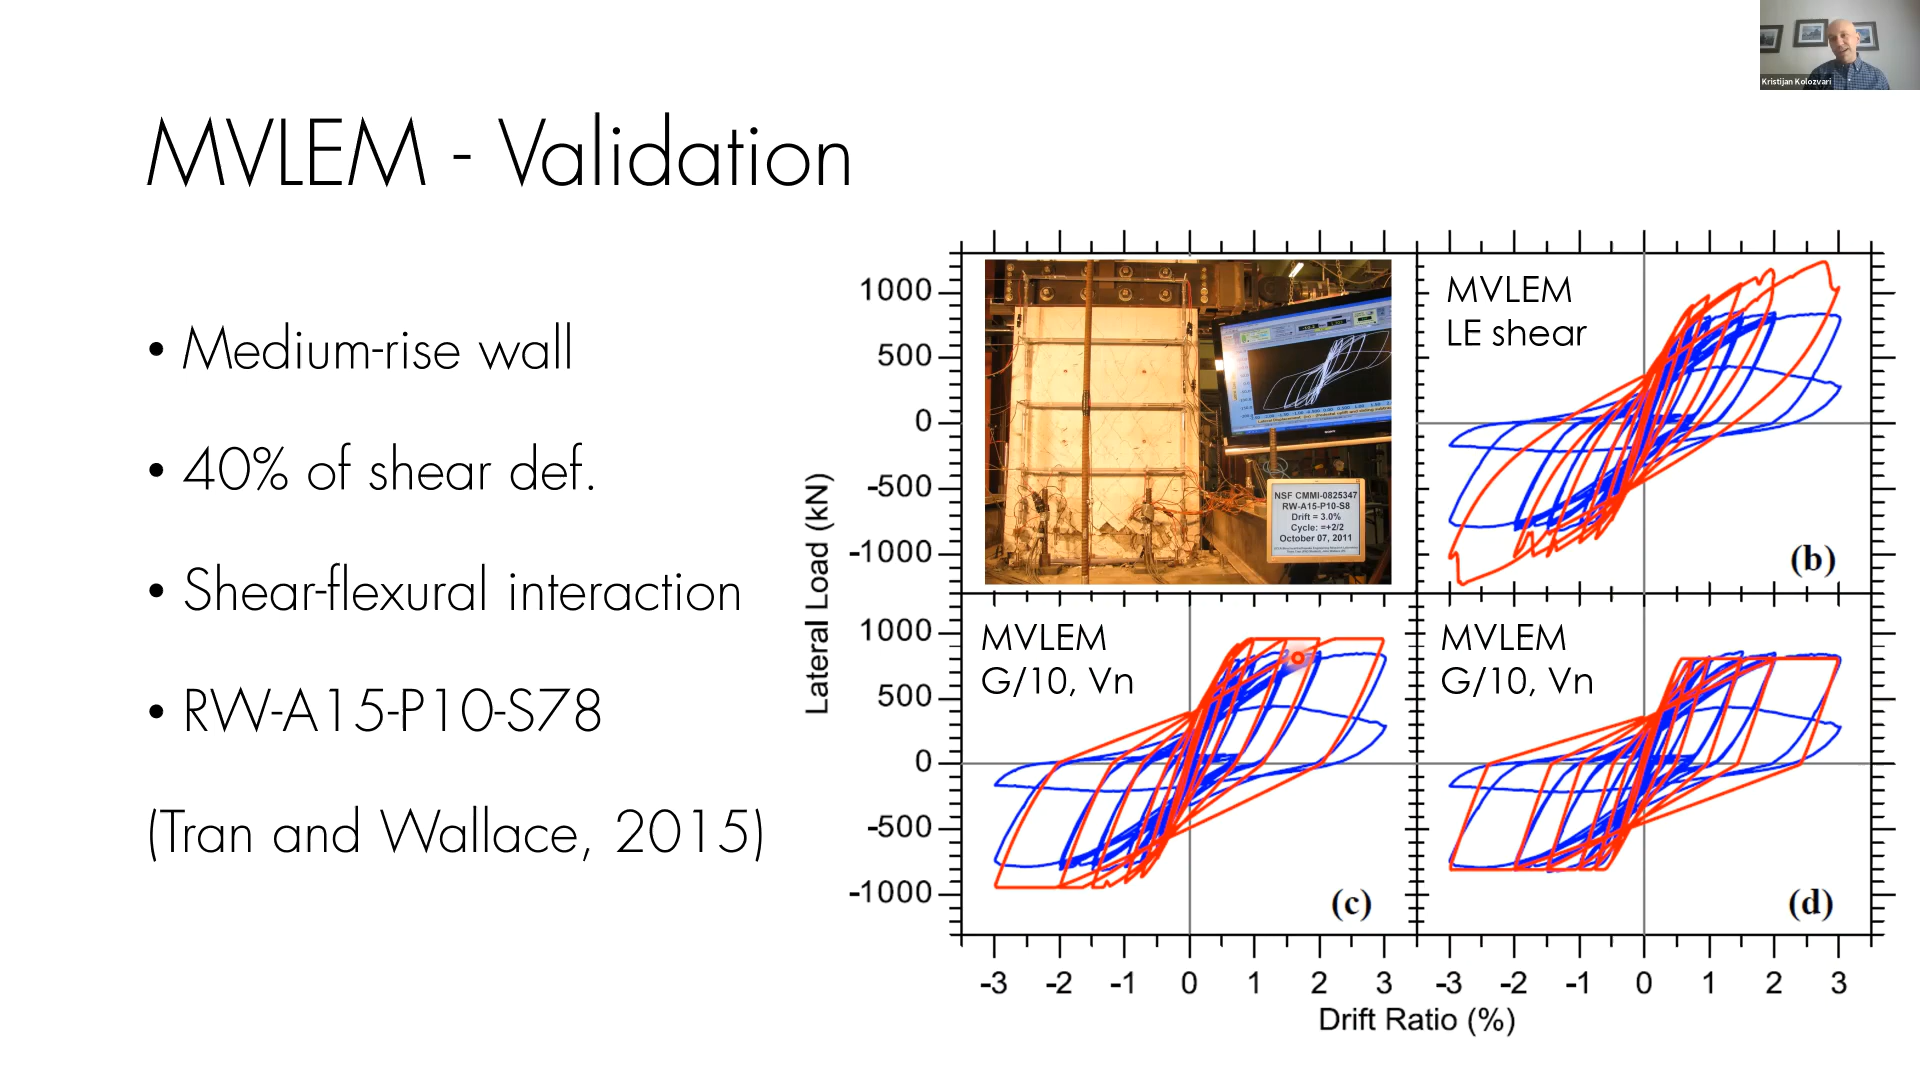 Kristijan Kolozvari
MVLEM - Validation
• Medium-rise wall
• 40% of shear def.
• Shear-flexural interaction
• RW-A15-P10-S78
(Tran and Wallace, 2015)
Lateral Load (kN)
1000
500
0
-500
-1000
NSF CMMI-0825347
RW-A15-P10-S8
Drift = 3.0%
Cycle: =+2/2
October 07, 2011
MVLEM
LE shear
(b)
1000
500
0
-500
-1000
MVLEM
G/10, Vn
(c)
MVLEM
G/10, Vn
(d)
-3 -2 -1 0 1 2 3 -3 -2 -1 0 1 2 3
Drift Ratio (%)